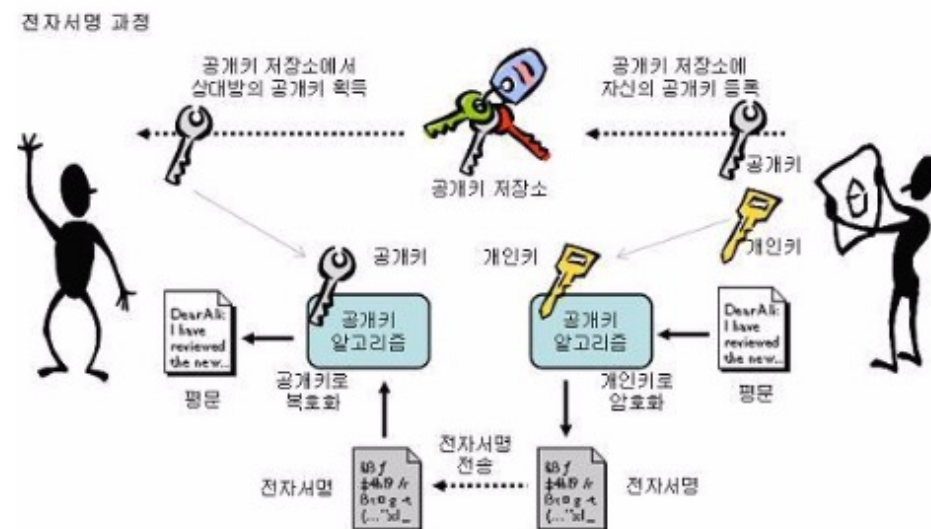 전자서명 과정
공개키 저장소에서
상대방의 공개키 획득
공개키 저장소에
자신의 공개키 등록
공개키 저장소
공개키
개인키
공개키
개인키
DearAli:
I have
reviewed
the new...
공개키
알고리즘
공개키
알고리즘
DearAli:
I have
reviewed
the new...
평문
공개키로
복호화
개인키로
암호화
평문
전자서명
전자서명
전송
전자서명